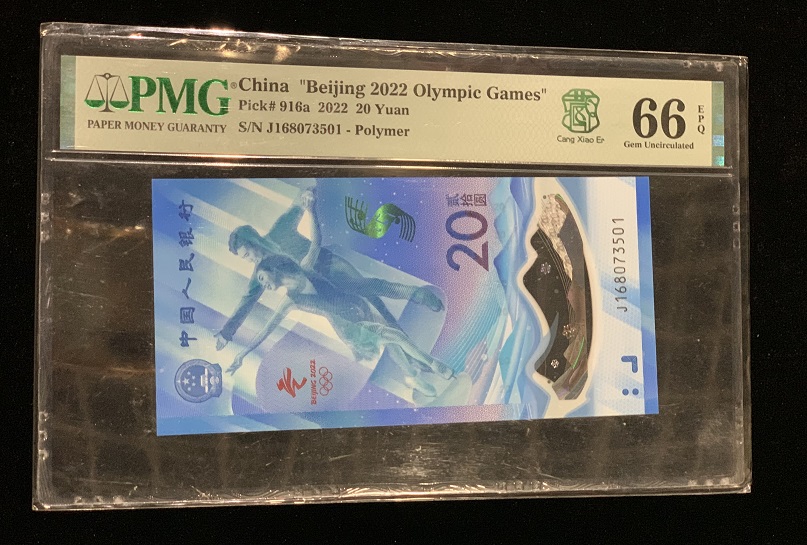 PMG®
PAPER MONEY GUARANTY
China "Beijing 2022 Olympic Games"
Pick# 916a 2022 20 Yuan
S/N J168073501 - Polymer
Cang Xiao Er
66
EPQ
Gem Uncirculated
中国人民银行
BEIJING 2022
20
贰拾圆
J168073501